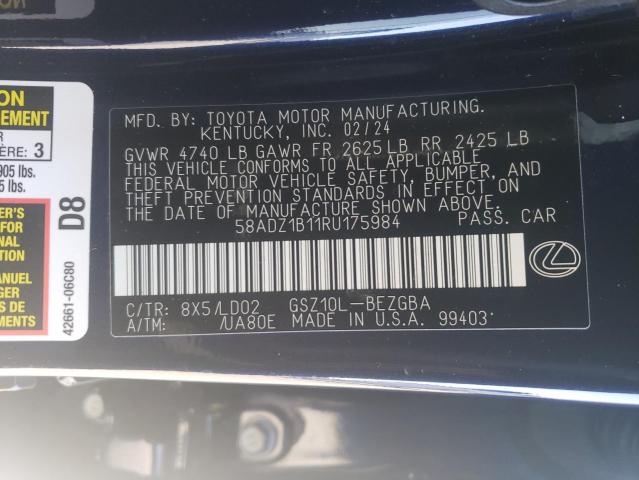 ON
EMENT
R
ÈRE: 3
905 lbs.
5 lbs.
D8
ER'S
FOR
NAL
TION
ANUEL
IRE
DE
MENTS
42661-06C80
MFD. BY: TOYOTA MOTOR MANUFACTURING.
KENTUCKY, INC. 02/24
GVWR 4740 LB GAWR FR 2625 LB RR 2425 LB
THIS VEHICLE CONFORMS TO ALL APPLICABLE
FEDERAL MOTOR VEHICLE SAFETY, BUMPER, AND
THEFT PREVENTION STANDARDS IN EFFECT ON
THE DATE OF MANUFACTURE SHOWN ABOVE.
58ADZ1B11RU175984 PASS. CAR
C/TR: 8X5/LD02 GSZ10L-BEZGBA
A/TM: /UA80E MADE IN U.S.A. 99403